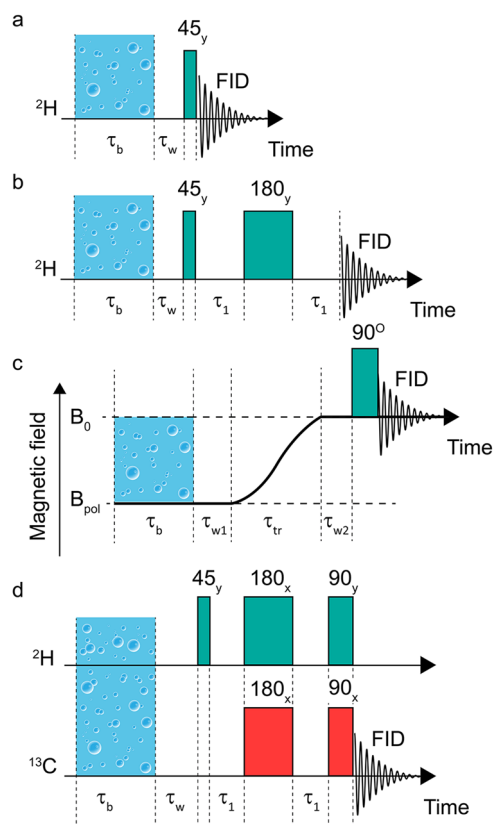 a
45y
FID
²H
τb
τw
Time
b
45y
180y
FID
²H
τb
τw
τ1
τ1
Time
90O
c
FID
B0
Time
Magnetic field
Bpol
τb
τw1
τtr
τw2
d
45y
180x
90y
²H
180x
90x
FID
¹³C
τb
τw
τ1
τ1
Time